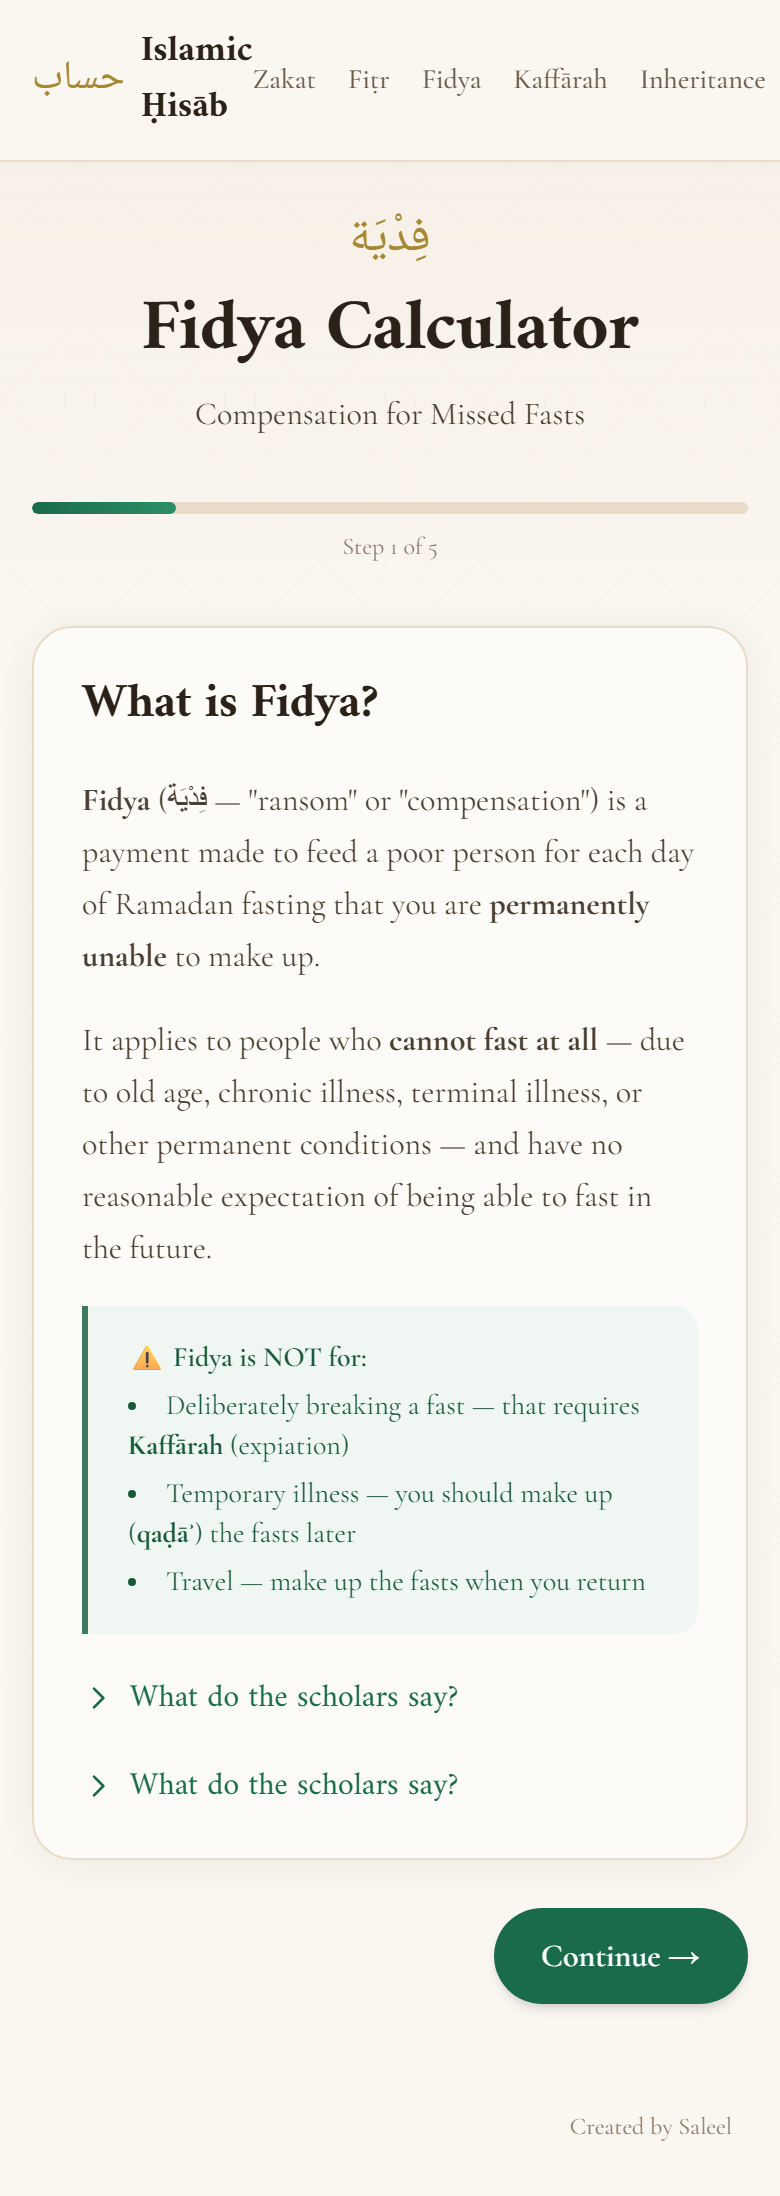 حساب
Islamic
Ḥisāb
Zakat Fiṭr Fidya Kaffārah Inheritance
فِدْيَة
Fidya Calculator
Compensation for Missed Fasts
Step 1 of 5
What is Fidya?
Fidya (فِدْيَة — "ransom" or "compensation") is a
payment made to feed a poor person for each day
of Ramadan fasting that you are permanently
unable to make up.
It applies to people who cannot fast at all — due
to old age, chronic illness, terminal illness, or
other permanent conditions — and have no
reasonable expectation of being able to fast in
the future.
⚠️ Fidya is NOT for:
• Deliberately breaking a fast — that requires
Kaffārah (expiation)
• Temporary illness — you should make up
(qaḍāʾ) the fasts later
• Travel — make up the fasts when you return
What do the scholars say?
What do the scholars say?
Continue →
Created by Saleel